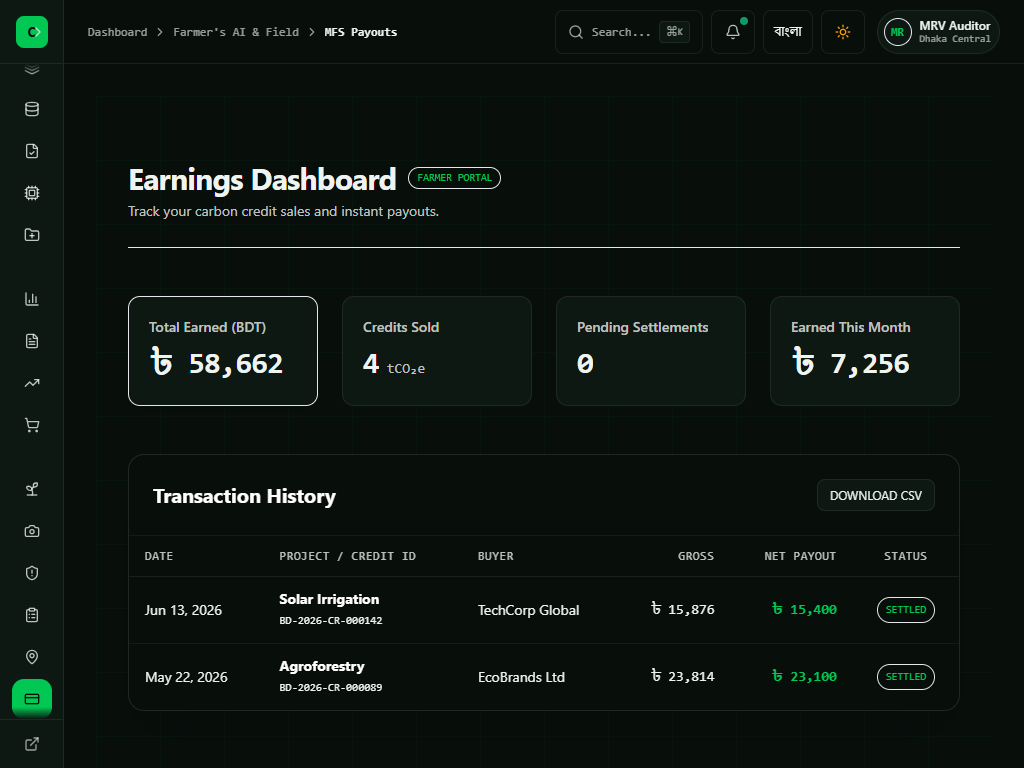 Dashboard > Farmer's AI & Field > MFS Payouts
Search... ⌘K
বাংলা
MR
MRV Auditor
Dhaka Central
Earnings Dashboard
FARMER PORTAL
Track your carbon credit sales and instant payouts.
Total Earned (BDT)
৳ 58,662
Credits Sold
4 tCO₂e
Pending Settlements
0
Earned This Month
৳ 7,256
Transaction History
DOWNLOAD CSV
DATE PROJECT / CREDIT ID BUYER GROSS NET PAYOUT STATUS
Jun 13, 2026 Solar Irrigation TechCorp Global ৳ 15,876 ৳ 15,400 SETTLED
BD-2026-CR-000142
May 22, 2026 Agroforestry EcoBrands Ltd ৳ 23,814 ৳ 23,100 SETTLED
BD-2026-CR-000089